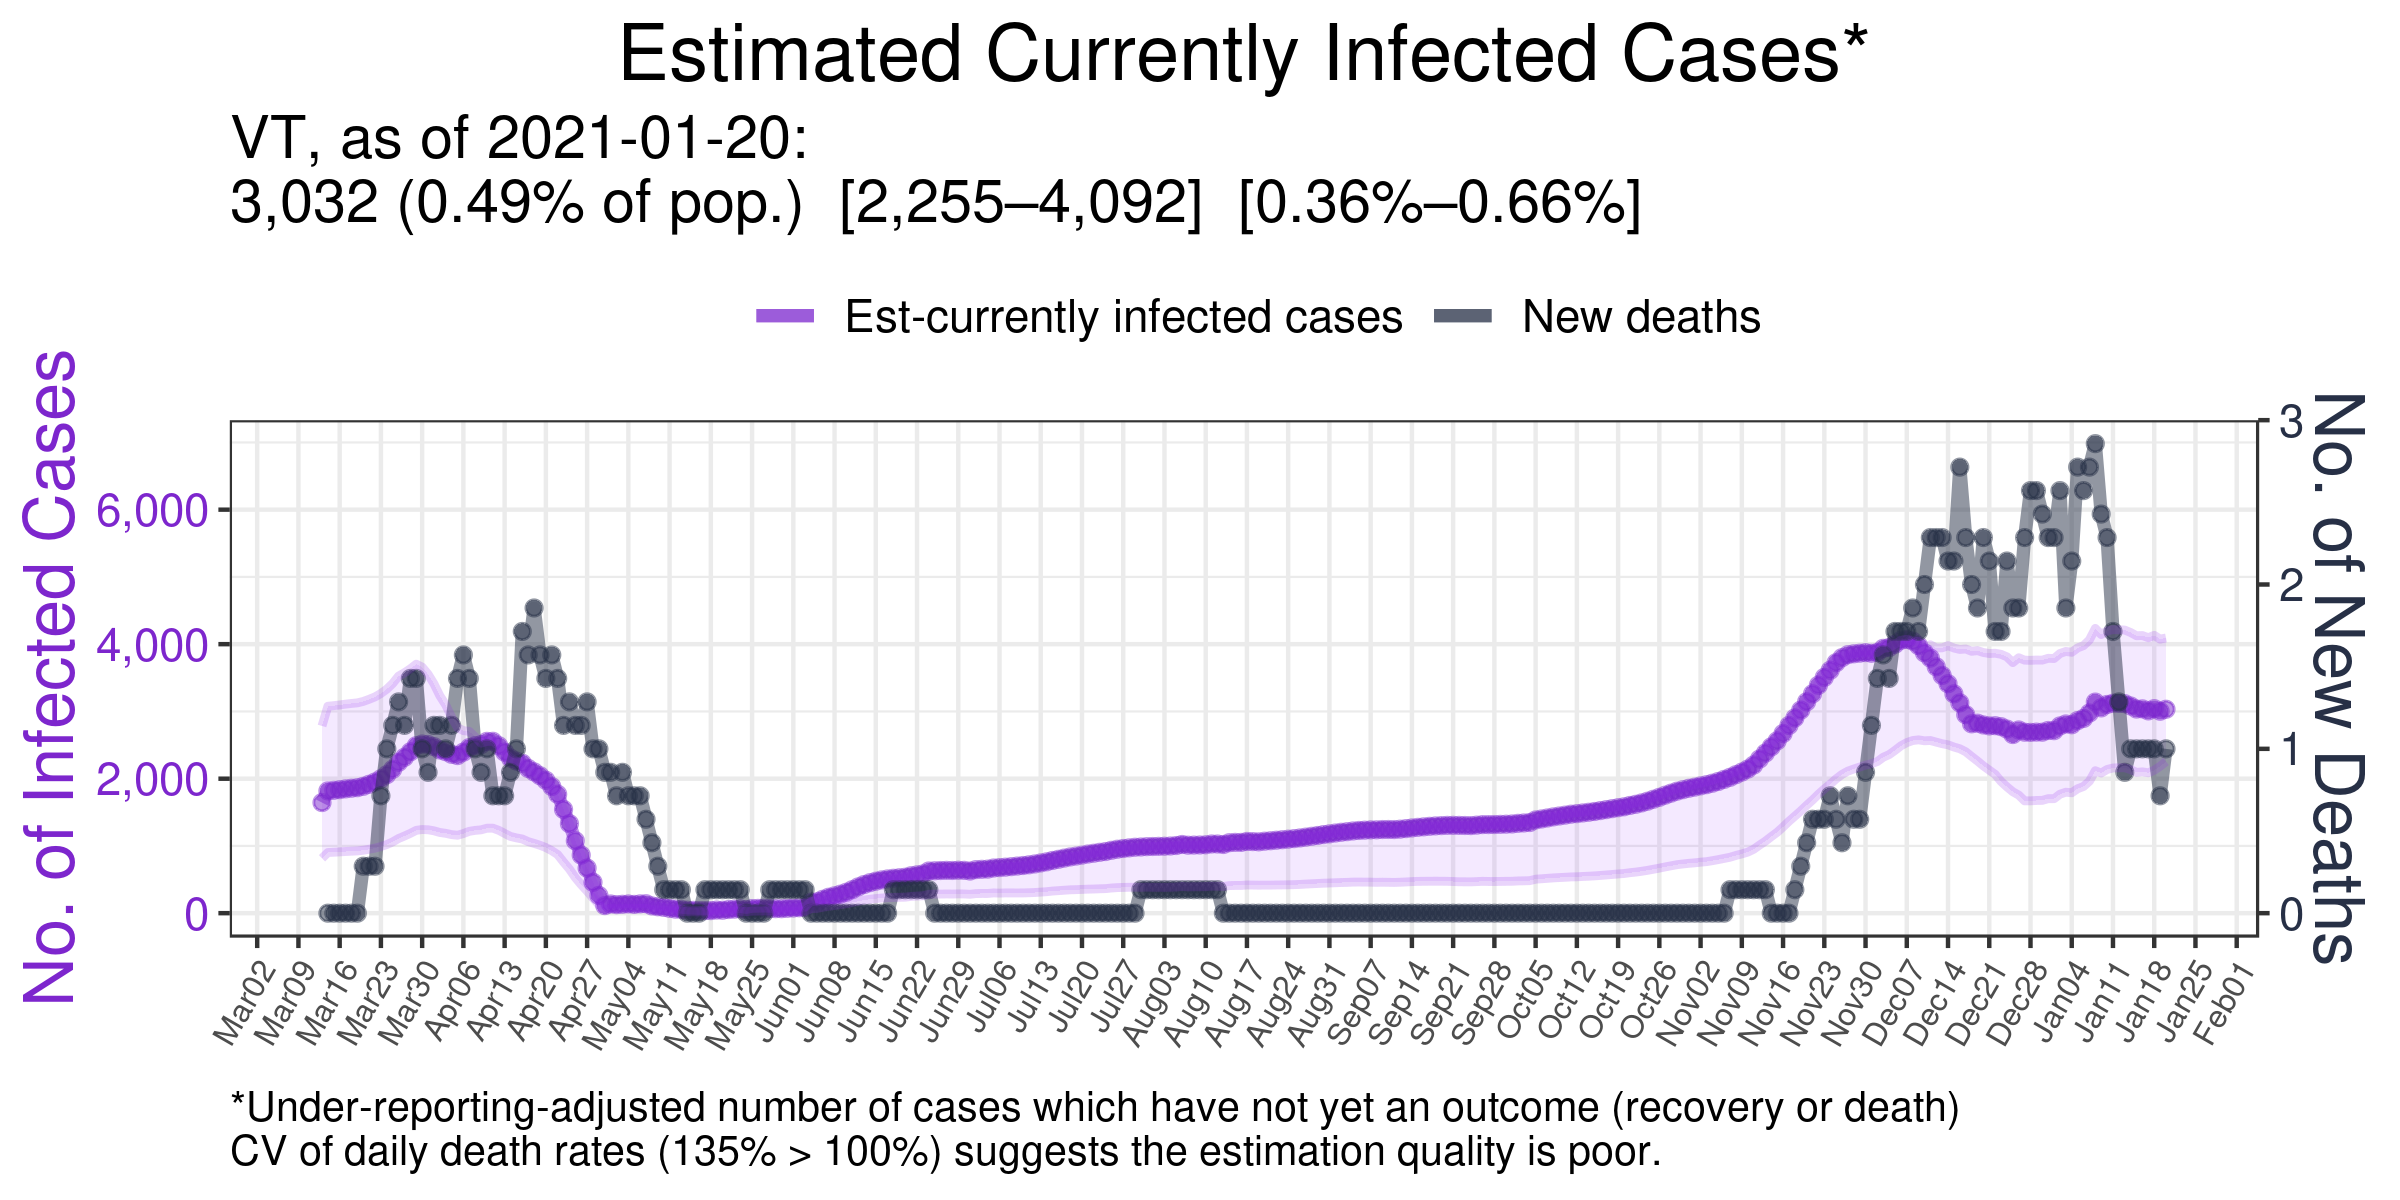 Estimated Currently Infected Cases*
VT, as of 2021-01-20:
3,032 (0.49% of pop.)  [2,255–4,092]  [0.36%–0.66%]
Est-currently infected cases
New deaths
No. of Infected Cases
6,000
4,000
2,000
0
3
2
1
0
No. of New Deaths
Mar02
Mar09
Mar16
Mar23
Mar30
Apr06
Apr13
Apr20
Apr27
May04
May11
May18
May25
Jun01
Jun08
Jun15
Jun22
Jun29
Jul06
Jul13
Jul20
Jul27
Aug03
Aug10
Aug17
Aug24
Aug31
Sep07
Sep14
Sep21
Sep28
Oct05
Oct12
Oct19
Oct26
Nov02
Nov09
Nov16
Nov23
Nov30
Dec07
Dec14
Dec21
Dec28
Jan04
Jan11
Jan18
Jan25
Feb01
*Under-reporting-adjusted number of cases which have not yet an outcome (recovery or death)
CV of daily death rates (135% > 100%) suggests the estimation quality is poor.